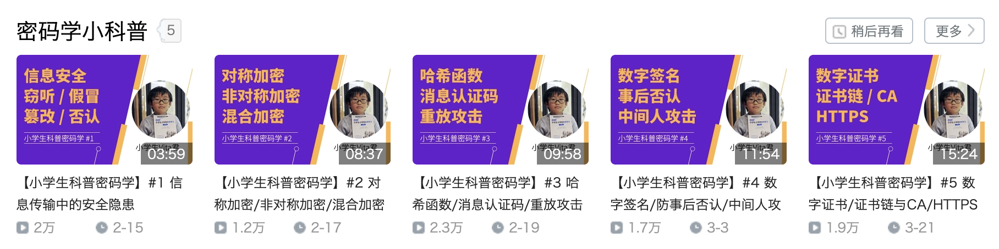 密码学小科普
5
稍后再看
更多
信息安全
窃听 / 假冒
篡改 / 否认
小学生科普密码学 #1
小学生Vita君
03:59
对称加密
非对称加密
混合加密
小学生科普密码学 #2
小学生Vita君
08:37
哈希函数
消息认证码
重放攻击
小学生科普密码学 #3
小学生Vita君
09:58
数字签名
事后否认
中间人攻击
小学生科普密码学 #4
小学生Vita君
11:54
数字证书
证书链 / CA
HTTPS
小学生科普密码学 #5
小学生Vita君
15:24
【小学生科普密码学】#1 信
息传输中的安全隐患
2万
2-15
【小学生科普密码学】#2 对
称加密/非对称加密/混合加密
1.2万
2-17
【小学生科普密码学】#3 哈
希函数/消息认证码/重放攻击
2.3万
2-19
【小学生科普密码学】#4 数
字签名/防事后否认/中间人攻
1.7万
3-3
【小学生科普密码学】#5 数
字证书/证书链与CA/HTTPS
1.9万
3-21